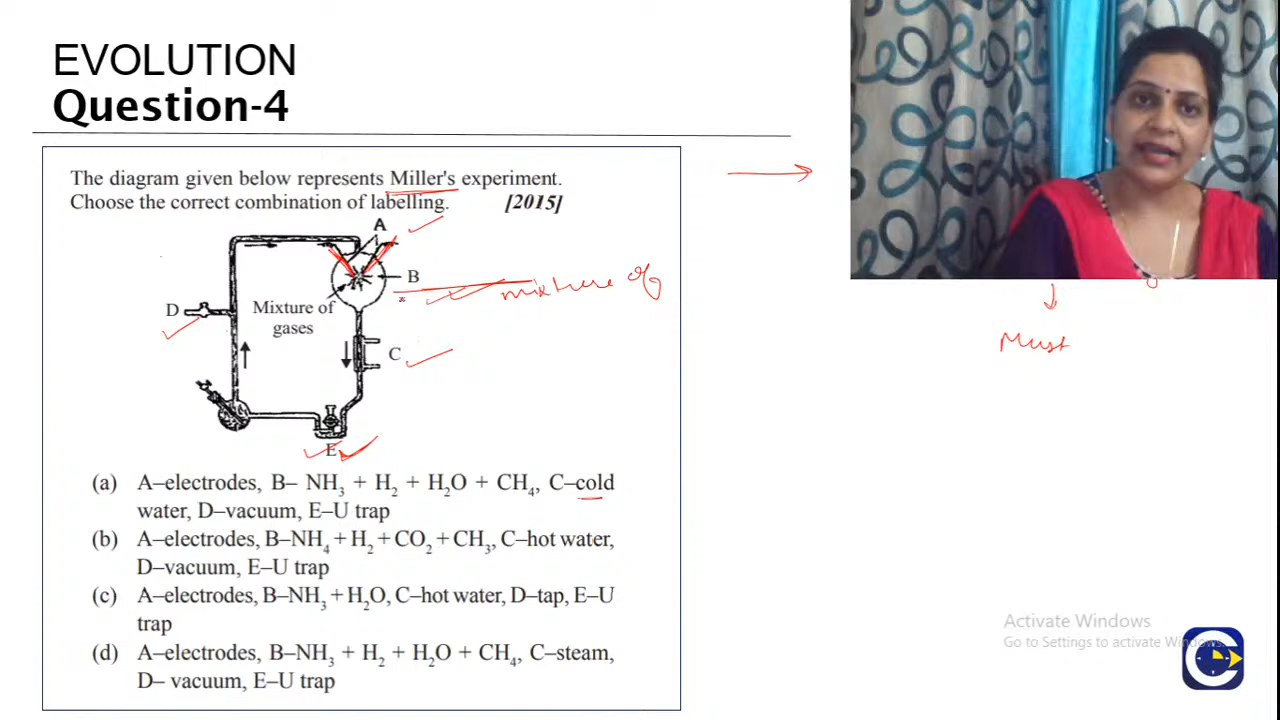 EVOLUTION
Question-4
The diagram given below represents Miller's experiment.
Choose the correct combination of labelling. [2015]
A
B
mixture of
D
Mixture of
gases
C
Must
E
(a) A–electrodes, B– NH₃ + H₂ + H₂O + CH₄, C–cold
water, D–vacuum, E–U trap
(b) A–electrodes, B–NH₄ + H₂ + CO₂ + CH₃, C–hot water,
D–vacuum, E–U trap
(c) A–electrodes, B–NH₃ + H₂O, C–hot water, D–tap, E–U
trap
(d) A–electrodes, B–NH₃ + H₂ + H₂O + CH₄, C–steam,
D– vacuum, E–U trap
Activate Windows
Go to Settings to activate Windows.